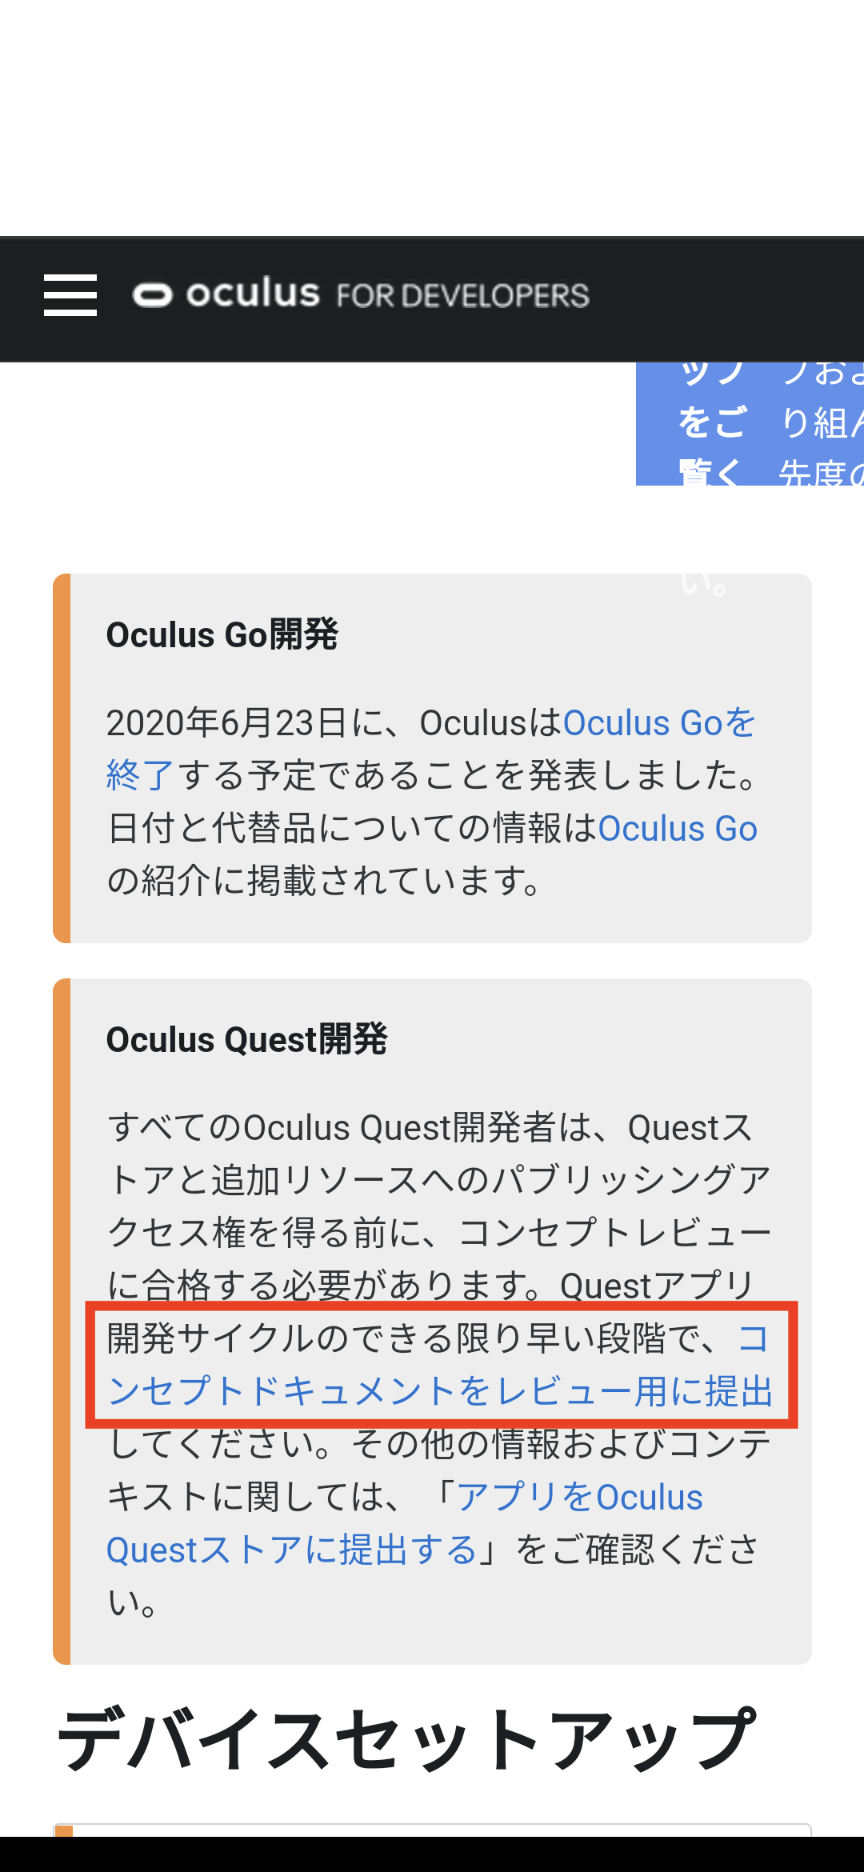 oculus FOR DEVELOPERS
をご
り組
覧く
先度の
い。
Oculus Go開発
2020年6月23日に、OculusはOculus Goを
終了する予定であることを発表しました。
日付と代替品についての情報はOculus Go
の紹介に掲載されています。
Oculus Quest開発
すべてのOculus Quest開発者は、Questス
トアと追加リソースへのパブリッシングア
クセス権を得る前に、コンセプトレビュー
に合格する必要があります。Questアプリ
開発サイクルのできる限り早い段階で、コ
ンセプトドキュメントをレビュー用に提出
してください。その他の情報およびコンテ
キストに関しては、「アプリをOculus
Questストアに提出する」をご確認くださ
い。
デバイスセットアップ